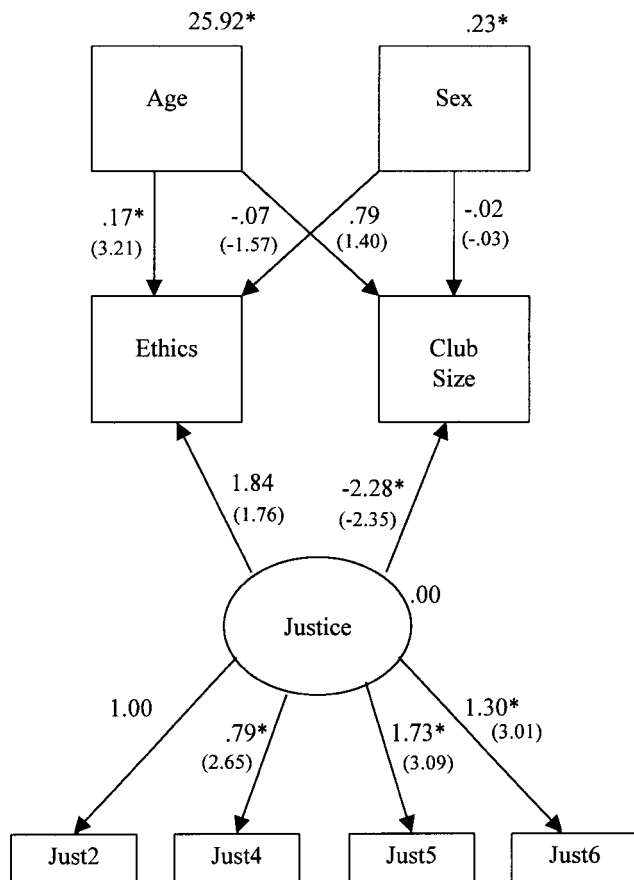 25.92*
.23*
Age
Sex
.17*
(3.21)
-.07
(-1.57)
.79
(1.40)
-.02
(-.03)
Ethics
Club
Size
1.84
(1.76)
-2.28*
(-2.35)
Justice
.00
1.00
.79*
(2.65)
1.73*
(3.09)
1.30*
(3.01)
Just2
Just4
Just5
Just6